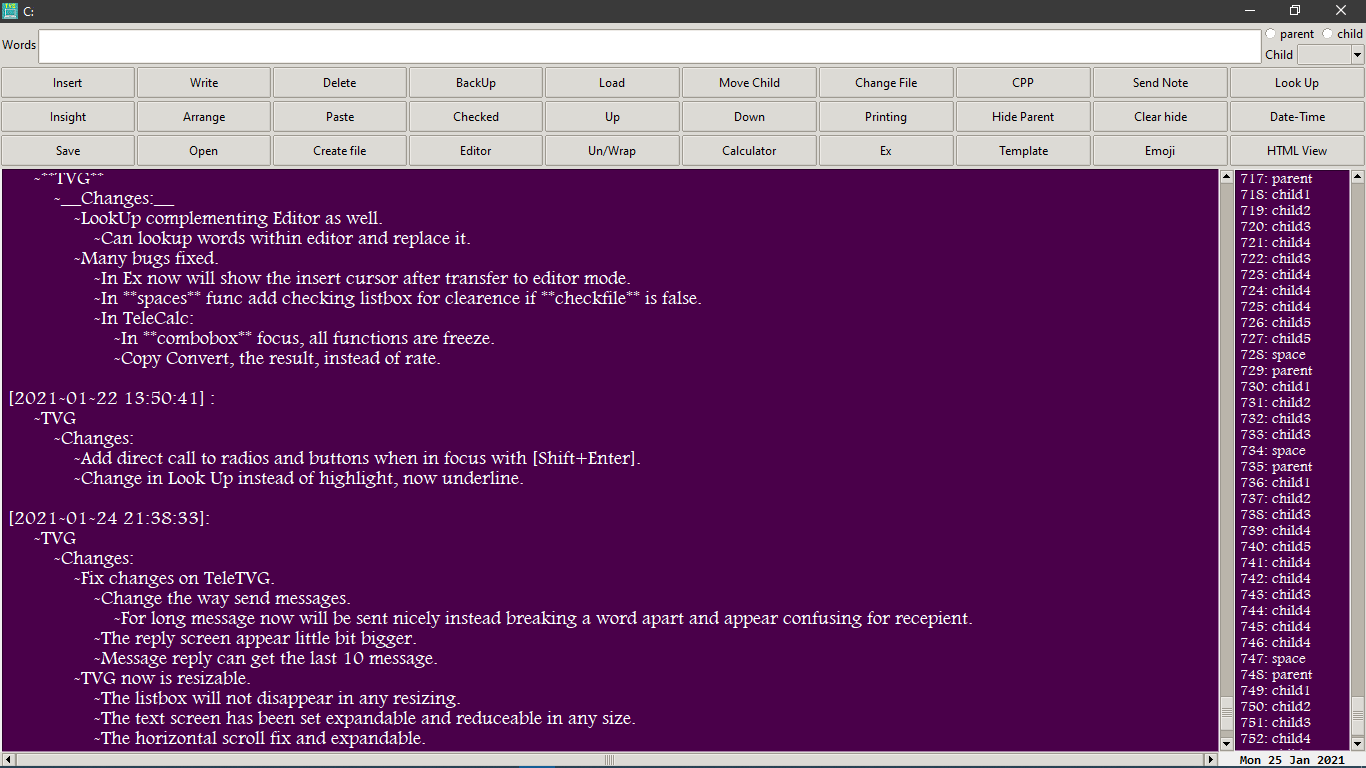 TVG C:
Words parent child
Child
Insert Write Delete BackUp Load Move Child Change File CPP Send Note Look Up
Insight Arrange Paste Checked Up Down Printing Hide Parent Clear hide Date-Time
Save Open Create file Editor Un/Wrap Calculator Ex Template Emoji HTML View
~**TVG**
~__Changes:__
~LookUp complementing Editor as well.
~Can lookup words within editor and replace it.
~Many bugs fixed.
~In Ex now will show the insert cursor after transfer to editor mode.
~In **spaces** func add checking listbox for clearence if **checkfile** is false.
~In TeleCalc:
~In **combobox** focus, all functions are freeze.
~Copy Convert, the result, instead of rate.
[2021~01~22 13:50:41] :
~TVG
~Changes:
~Add direct call to radios and buttons when in focus with [Shift+Enter].
~Change in Look Up instead of highlight, now underline.
[2021~01~24 21:38:33]:
~TVG
~Changes:
~Fix changes on TeleTVG.
~Change the way send messages.
~For long message now will be sent nicely instead breaking a word apart and appear confusing for recepient.
~The reply screen appear little bit bigger.
~Message reply can get the last 10 message.
~TVG now is resizable.
~The listbox will not disappear in any resizing.
~The text screen has been set expandable and reduceable in any size.
~The horizontal scroll fix and expandable.
717: parent
718: child1
719: child2
720: child3
721: child4
722: child3
723: child4
724: child4
725: child4
726: child5
727: child5
728: space
729: parent
730: child1
731: child2
732: child3
733: child3
734: space
735: parent
736: child1
737: child2
738: child3
739: child4
740: child5
741: child4
742: child4
743: child3
744: child4
745: child4
746: child4
747: space
748: parent
749: child1
750: child2
751: child3
752: child4
Mon 25 Jan 2021